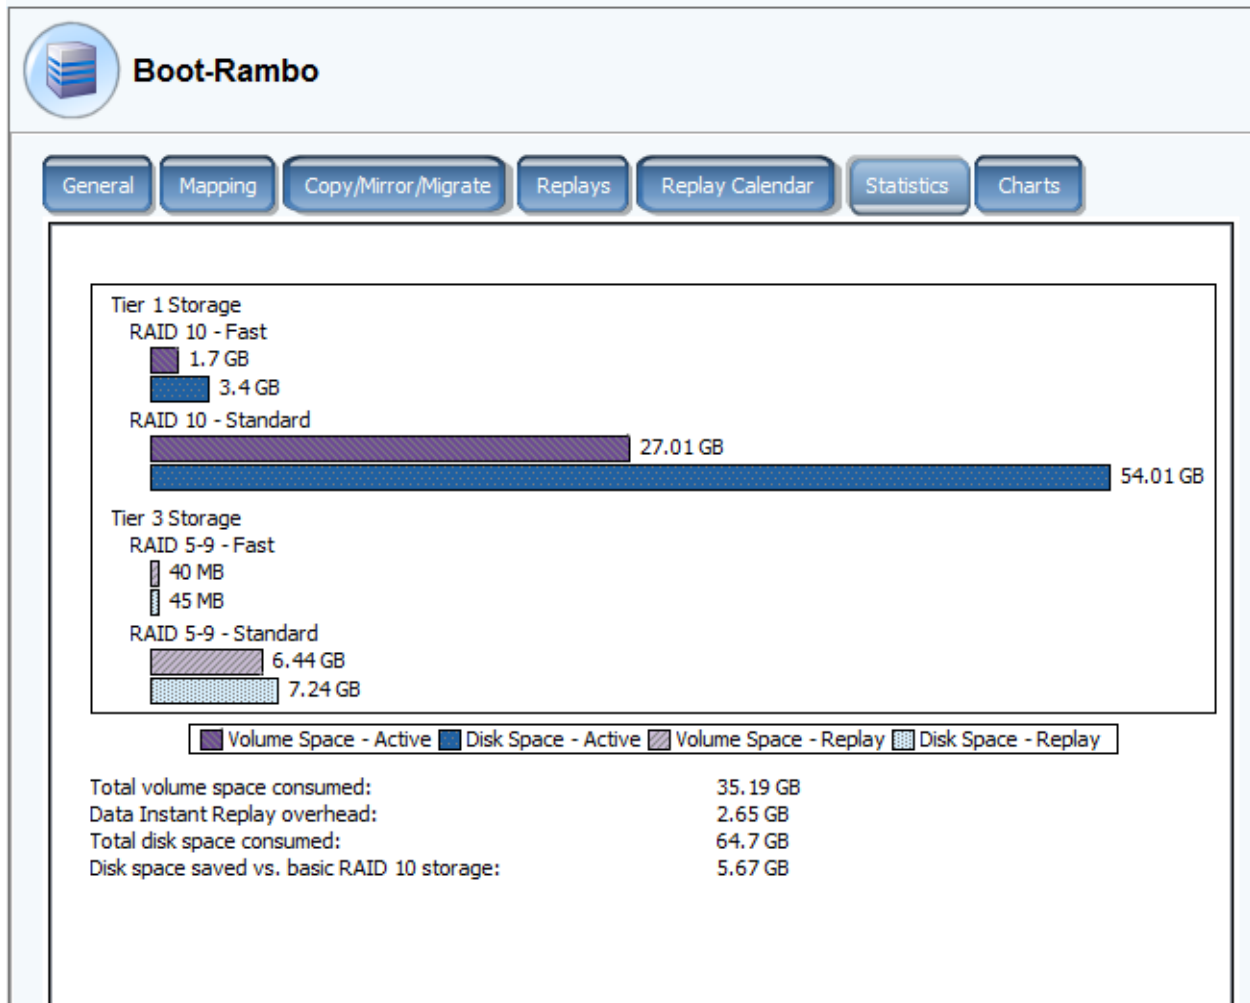 Boot-Rambo
General Mapping Copy/Mirror/Migrate Replays Replay Calendar Statistics Charts
Tier 1 Storage
RAID 10 - Fast
1.7 GB
3.4 GB
RAID 10 - Standard
27.01 GB
54.01 GB
Tier 3 Storage
RAID 5-9 - Fast
40 MB
45 MB
RAID 5-9 - Standard
6.44 GB
7.24 GB
Volume Space - Active Disk Space - Active Volume Space - Replay Disk Space - Replay
Total volume space consumed: 35.19 GB
Data Instant Replay overhead: 2.65 GB
Total disk space consumed: 64.7 GB
Disk space saved vs. basic RAID 10 storage: 5.67 GB